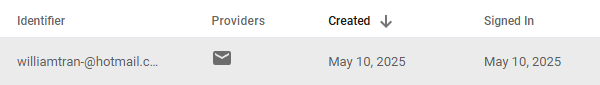 Identifier Providers Created Signed In
williamtran-@hotmail.c... May 10, 2025 May 10, 2025